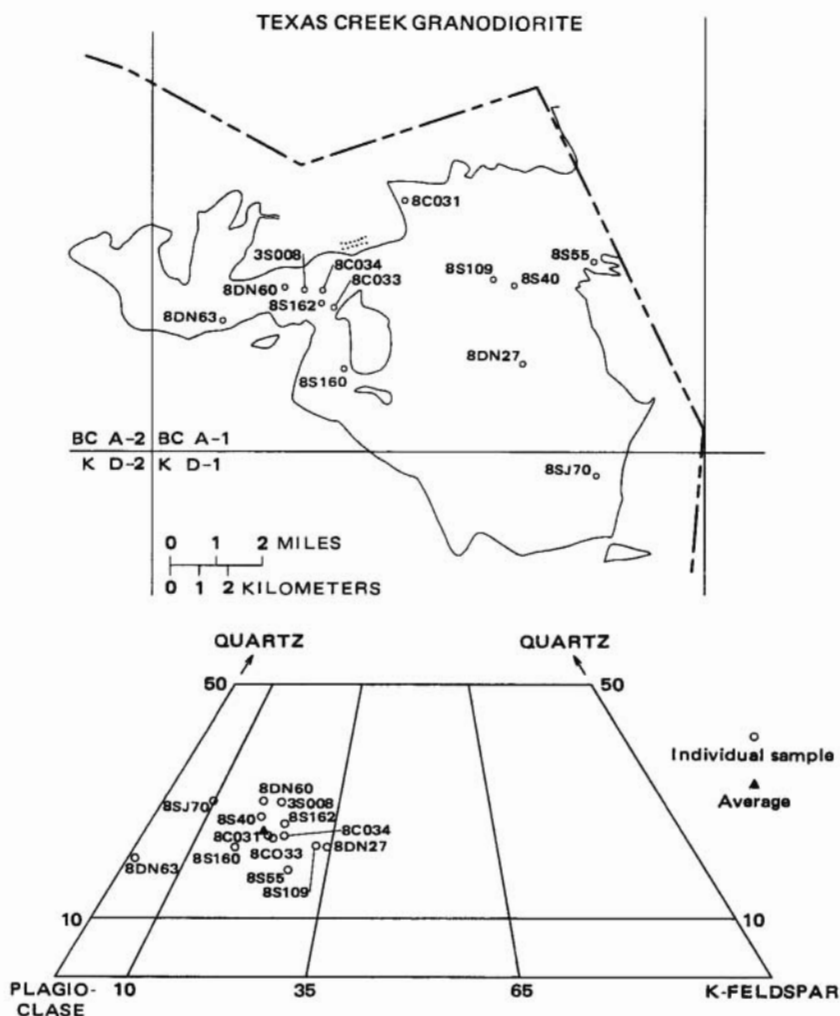 TEXAS CREEK GRANODIORITE
8C031
3S008
8C034
8S55
8S109
8C033
8S40
8DN60
8S162
8DN63
8DN27
8S160
BC A-2 BC A-1
K D-2 K D-1
8SJ70
0 1 2 MILES
0 1 2 KILOMETERS
QUARTZ QUARTZ
50 50
Individual sample
8DN60
8SJ70 3S008
Average
8S40 8S162
8C031 8C034
8S160 8CO33 8DN27
8DN63
8S55
8S109
10 10
PLAGIO-
CLASE 10 35 65 K-FELDSPAR